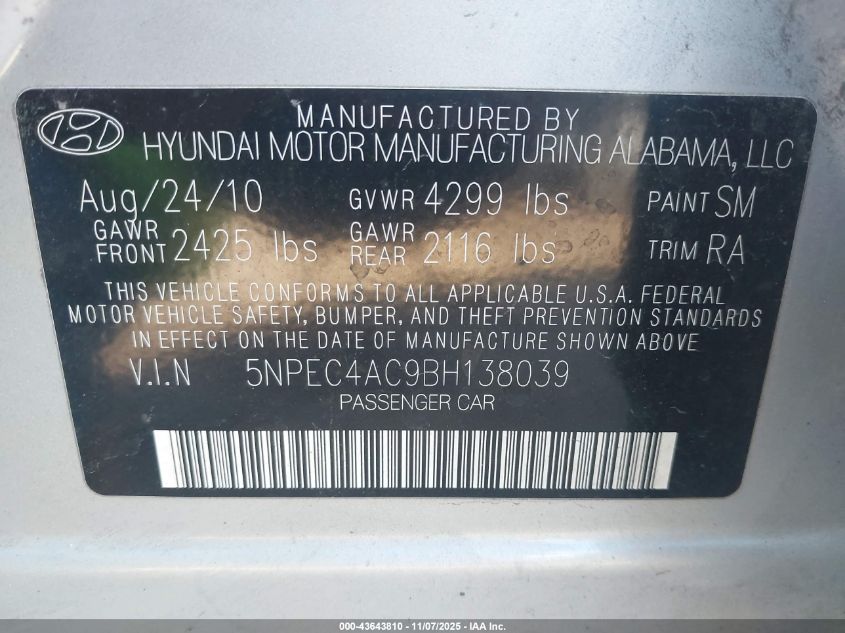 MANUFACTURED BY
HYUNDAI MOTOR MANUFACTURING ALABAMA, LLC
Aug/24/10 GVWR 4299 lbs PAINT SM
GAWR FRONT 2425 lbs GAWR REAR 2116 lbs TRIM RA
THIS VEHICLE CONFORMS TO ALL APPLICABLE U.S.A. FEDERAL
MOTOR VEHICLE SAFETY, BUMPER, AND THEFT PREVENTION STANDARDS
IN EFFECT ON THE DATE OF MANUFACTURE SHOWN ABOVE
V.I.N 5NPEC4AC9BH138039
PASSENGER CAR
000-43643810 — 11/07/2025 — IAA Inc.